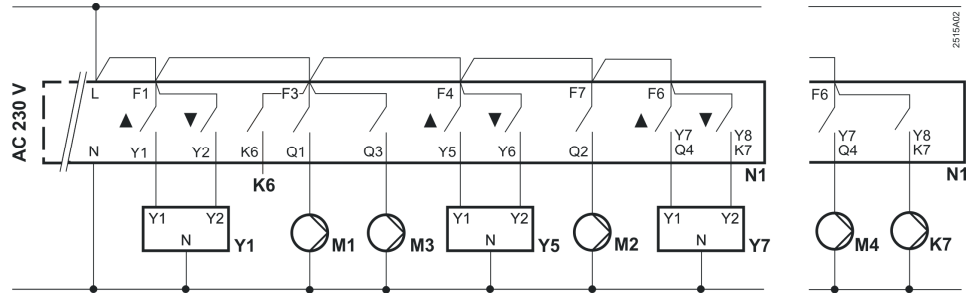 2515A02
AC 230 V
L F1 F3 F4 F7 F6 F6
▲ ▼ ▲ ▼ ▲ ▼
Y7 Y8 Y7 Y8
N Y1 Y2 K6 Q1 Q3 Y5 Y6 Q2 Q4 K7 Q4 K7
K6 N1 N1
Y1 Y2 Y1 Y2 Y1 Y2
N Y1 M1 M3 N Y5 M2 N Y7 M4 K7